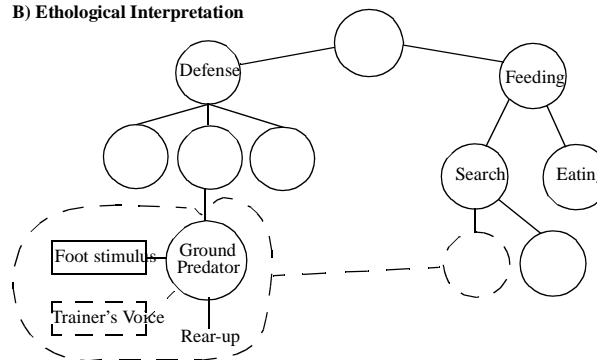 B) Ethological Interpretation
Defense
Feeding
Search
Eating
Foot stimulus
Ground
Predator
Trainer's Voice
Rear-up